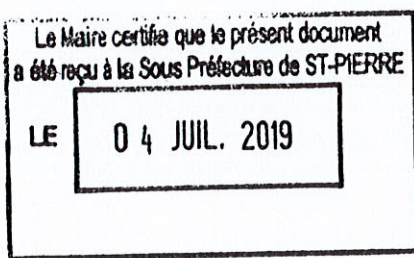 Le Maire certifie que le présent document
a été reçu à la Sous Préfecture de ST-PIERRE
LE 04 JUIL. 2019